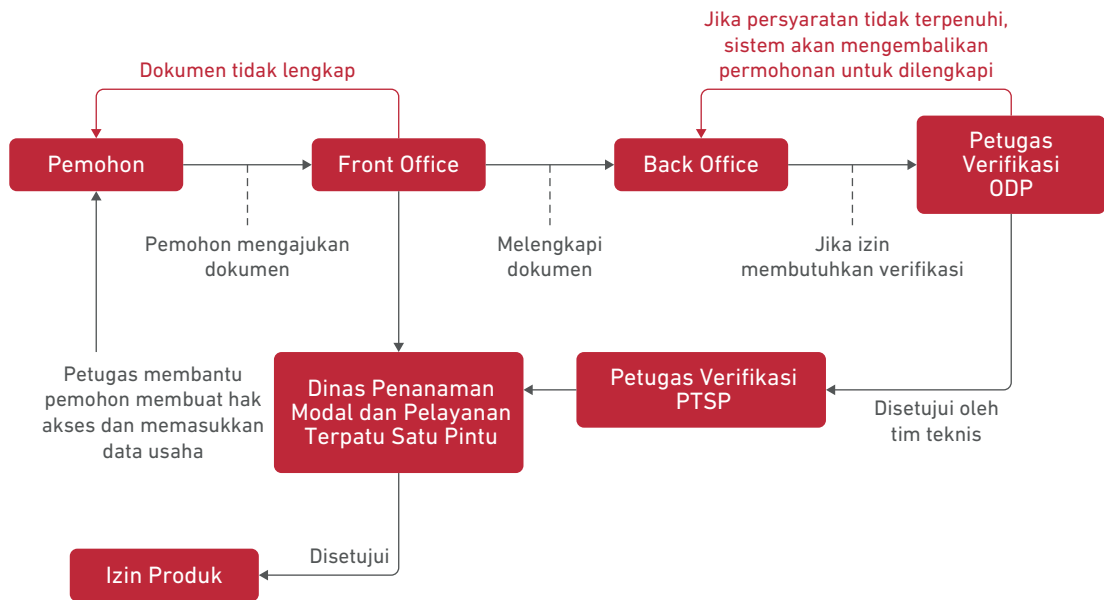 Jika persyaratan tidak terpenuhi,
sistem akan mengembalikan
permohonan untuk dilengkapi
Dokumen tidak lengkap
Pemohon
Front Office
Back Office
Petugas
Verifikasi
ODP
Pemohon mengajukan
dokumen
Melengkapi
dokumen
Jika izin
membutuhkan verifikasi
Petugas membantu
pemohon membuat hak
akses dan memasukkan
data usaha
Dinas Penanaman
Modal dan Pelayanan
Terpatu Satu Pintu
Petugas Verifikasi
PTSP
Disetujui oleh
tim teknis
Disetujui
Izin Produk